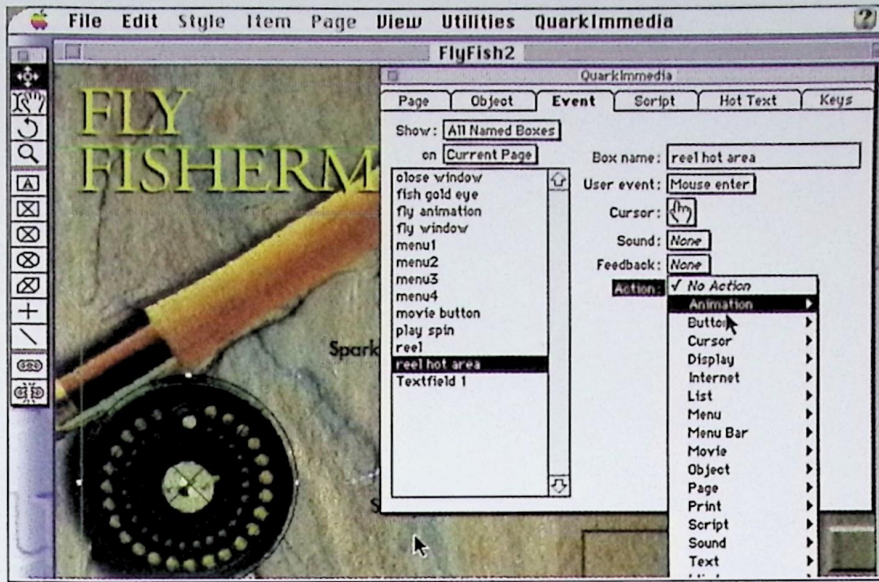 File Edit Style Item Page View Utilities QuarkImmedia
FlyFish2
FLY
FISHERM
Spark
S
QuarkImmedia
Page Object Event Script Hot Text Keys
Show: All Named Boxes
on Current Page
close window
fish gold eye
fly animation
fly window
menu1
menu2
menu3
menu4
movie button
play spin
reel
reel hot area
Textfield 1
Box name: reel hot area
User event: Mouse enter
Cursor:
Sound: None
Feedback: None
Action: ✓ No Action
Animation
Button
Cursor
Display
Internet
List
Menu
Menu Bar
Movie
Object
Page
Print
Script
Sound
Text